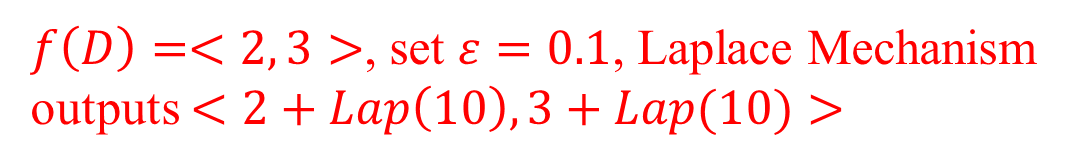 f(D) =< 2,3 >, set ε = 0.1, Laplace Mechanism
outputs < 2 + Lap(10), 3 + Lap(10) >